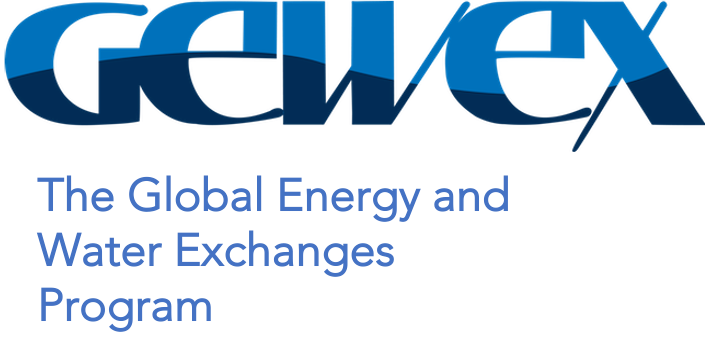 GEWEX
The Global Energy and
Water Exchanges
Program